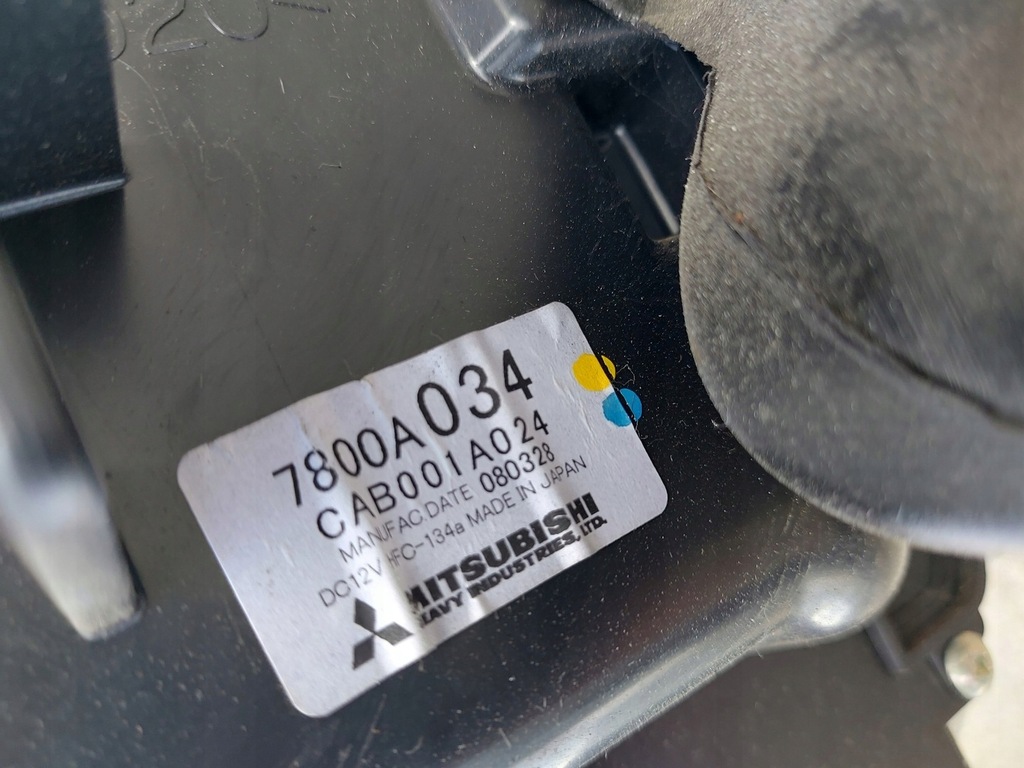 7800A034
CAB001A024
MANUFAC.DATE 080328
DC12V HFC-134a MADE IN JAPAN
MITSUBISHI
HEAVY INDUSTRIES, LTD.